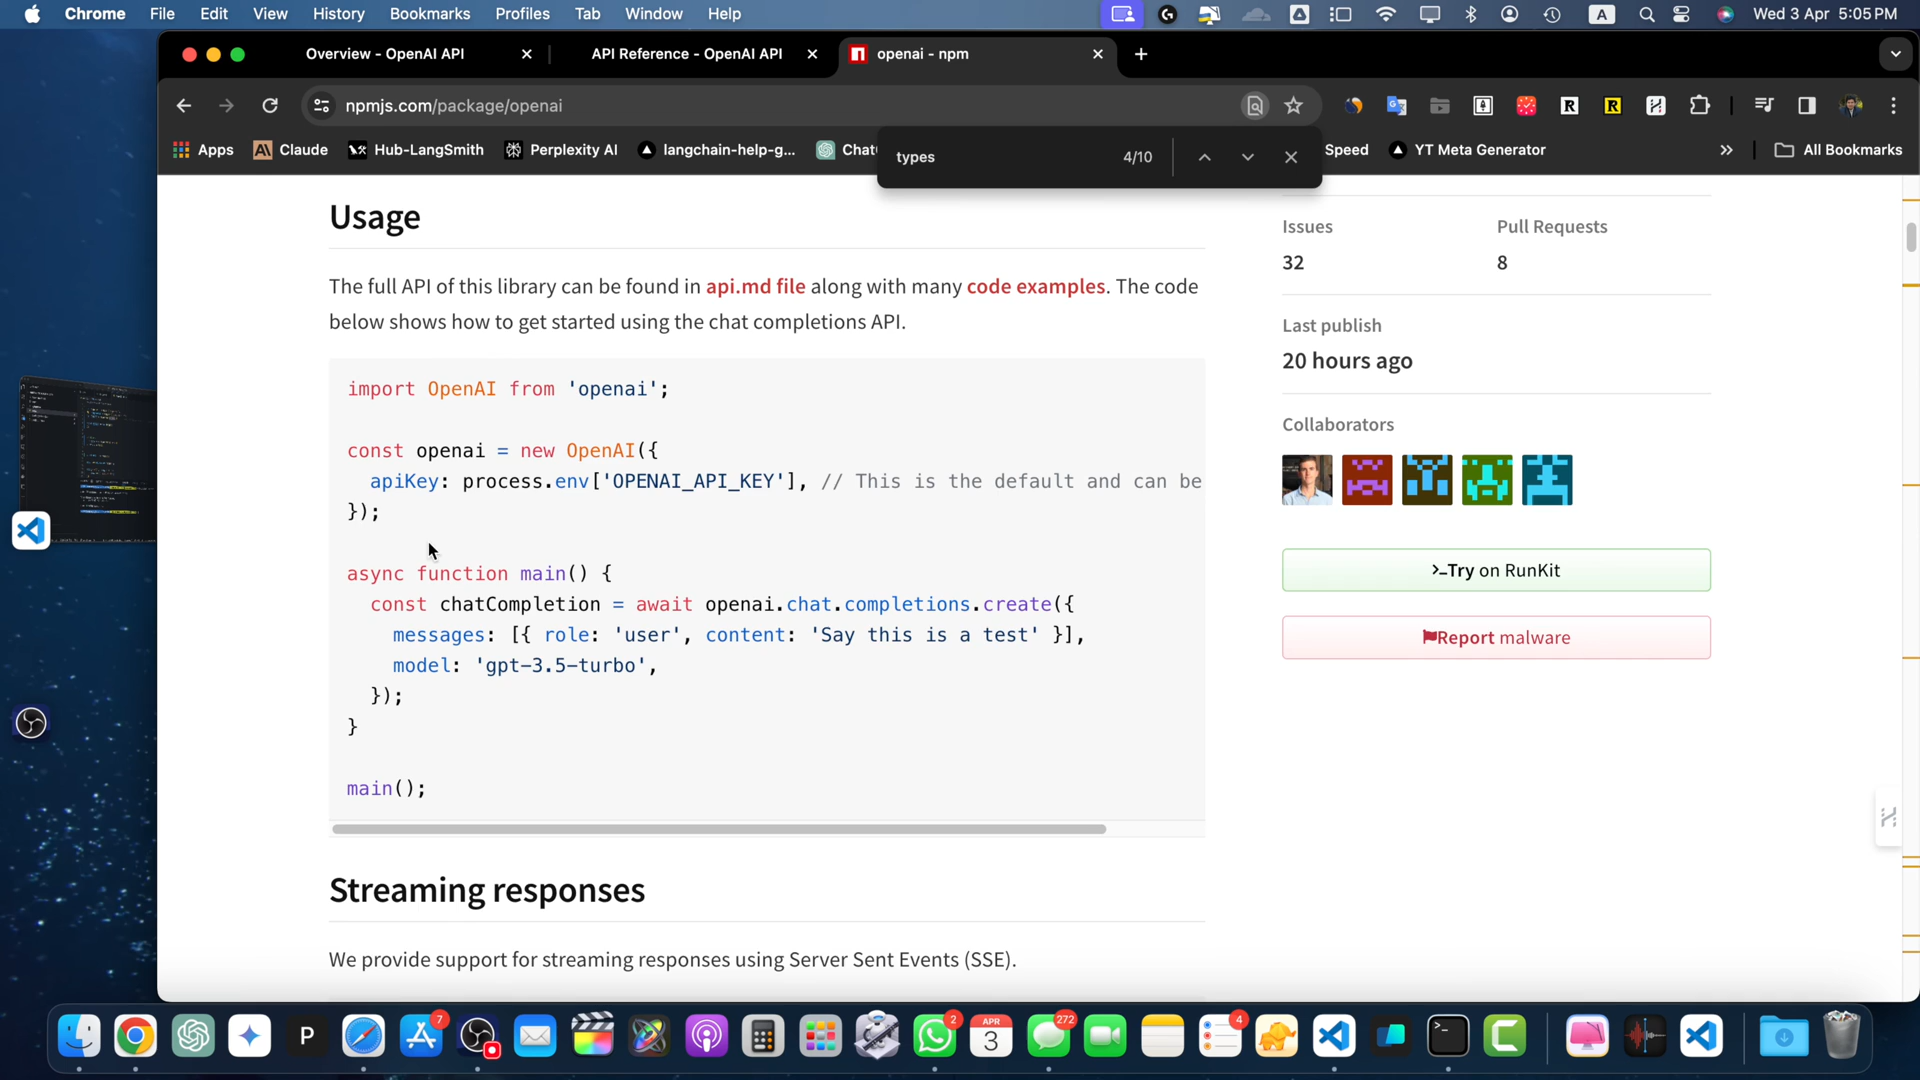 Chrome File Edit View History Bookmarks Profiles Tab Window Help
A Wed 3 Apr 5:05 PM
Overview - OpenAI API
API Reference - OpenAI API
openai - npm
npmjs.com/package/openai
Apps
Claude
Hub-LangSmith
Perplexity AI
langchain-help-g...
Chat
Speed
YT Meta Generator
All Bookmarks
types
4/10
Usage
The full API of this library can be found in api.md file along with many code examples. The code
below shows how to get started using the chat completions API.
import OpenAI from 'openai';
const openai = new OpenAI({
apiKey: process.env['OPENAI_API_KEY'], // This is the default and can be
});
async function main() {
const chatCompletion = await openai.chat.completions.create({
messages: [{ role: 'user', content: 'Say this is a test' }],
model: 'gpt-3.5-turbo',
});
}
main();
Streaming responses
We provide support for streaming responses using Server Sent Events (SSE).
Issues
32
Pull Requests
8
Last publish
20 hours ago
Collaborators
>-Try on RunKit
Report malware
P
7
2
APR
3
272
4